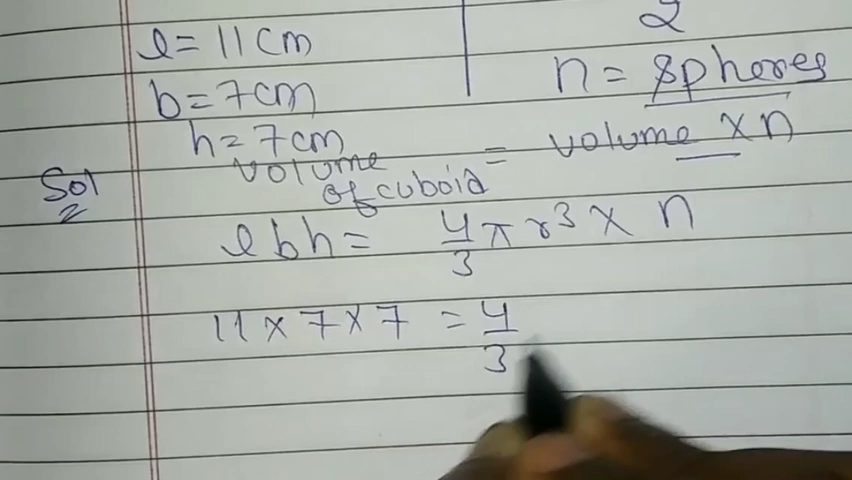 l = 11 cm
b = 7 cm
h = 7 cm
2
n = spheres
Sol
volume of cuboid = volume × n
l b h = 4/3 π r³ × n
11 × 7 × 7 = 4/3